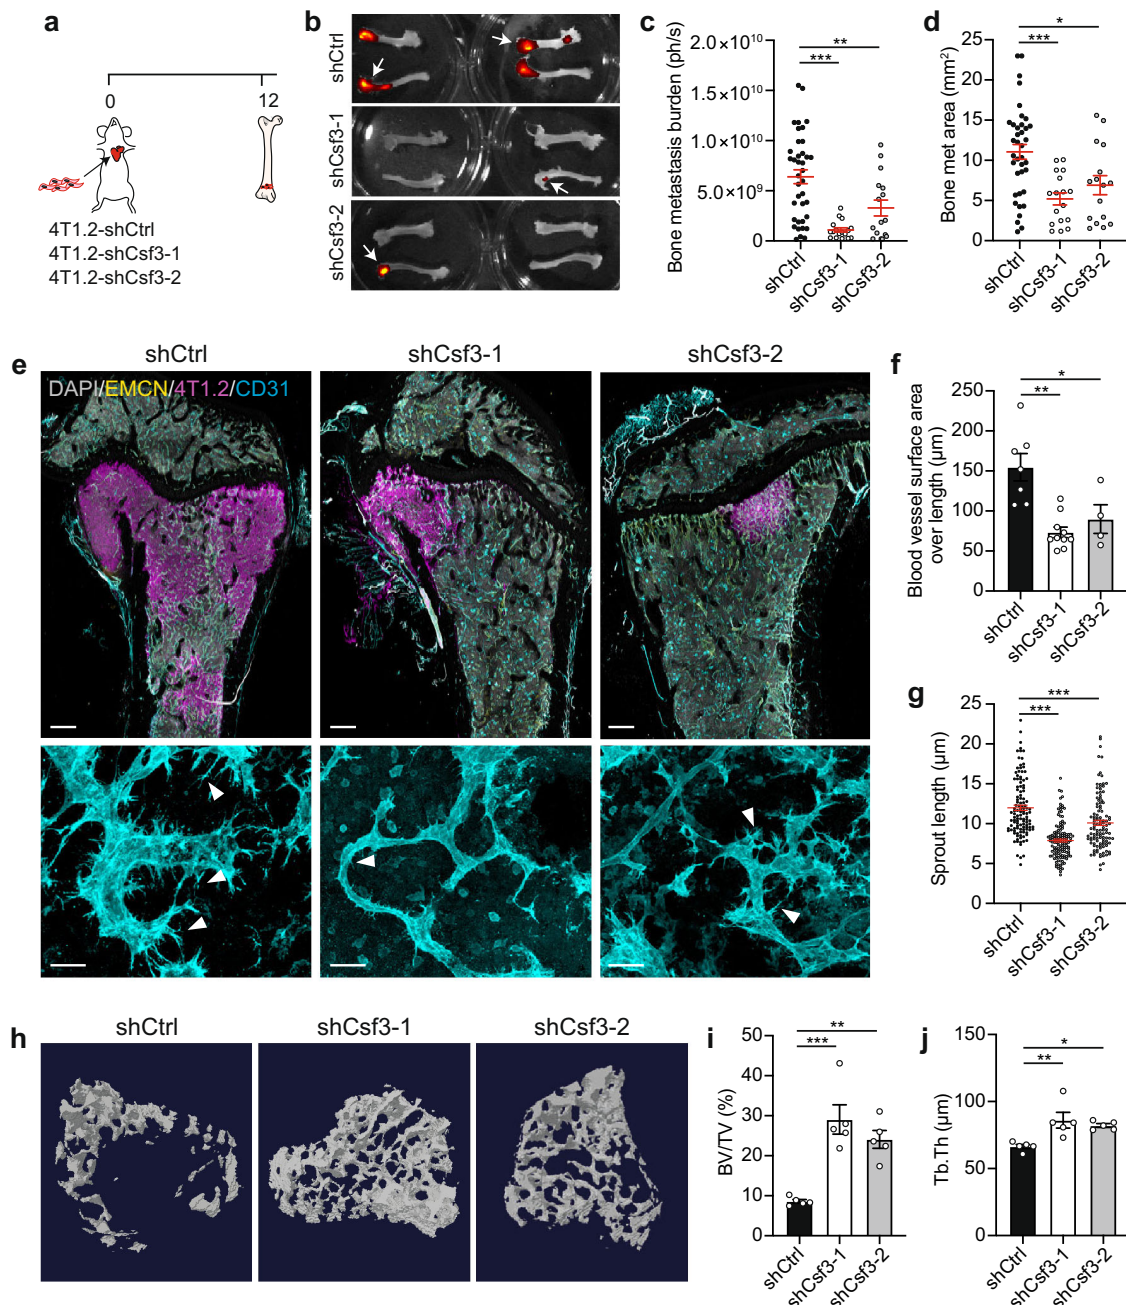 a
0
12
4T1.2-shCtrl
4T1.2-shCsf3-1
4T1.2-shCsf3-2
b
shCtrl
shCsf3-1
shCsf3-2
c
Bone metastasis burden (ph/s)
2.0×10¹⁰
1.5×10¹⁰
1.0×10¹⁰
5.0×10⁹
0
**
***
shCtrl
shCsf3-1
shCsf3-2
d
Bone met area (mm²)
25
20
15
10
5
0
*
***
shCtrl
shCsf3-1
shCsf3-2
e
shCtrl
shCsf3-1
shCsf3-2
DAPI/EMCN/4T1.2/CD31
f
Blood vessel surface area
over length (µm)
250
200
150
100
50
0
*
**
shCtrl
shCsf3-1
shCsf3-2
g
Sprout length (µm)
25
20
15
10
5
0
***
***
shCtrl
shCsf3-1
shCsf3-2
h
shCtrl
shCsf3-1
shCsf3-2
i
BV/TV (%)
50
40
30
20
10
0
**
***
shCtrl
shCsf3-1
shCsf3-2
j
Tb.Th (µm)
150
100
50
0
*
**
shCtrl
shCsf3-1
shCsf3-2